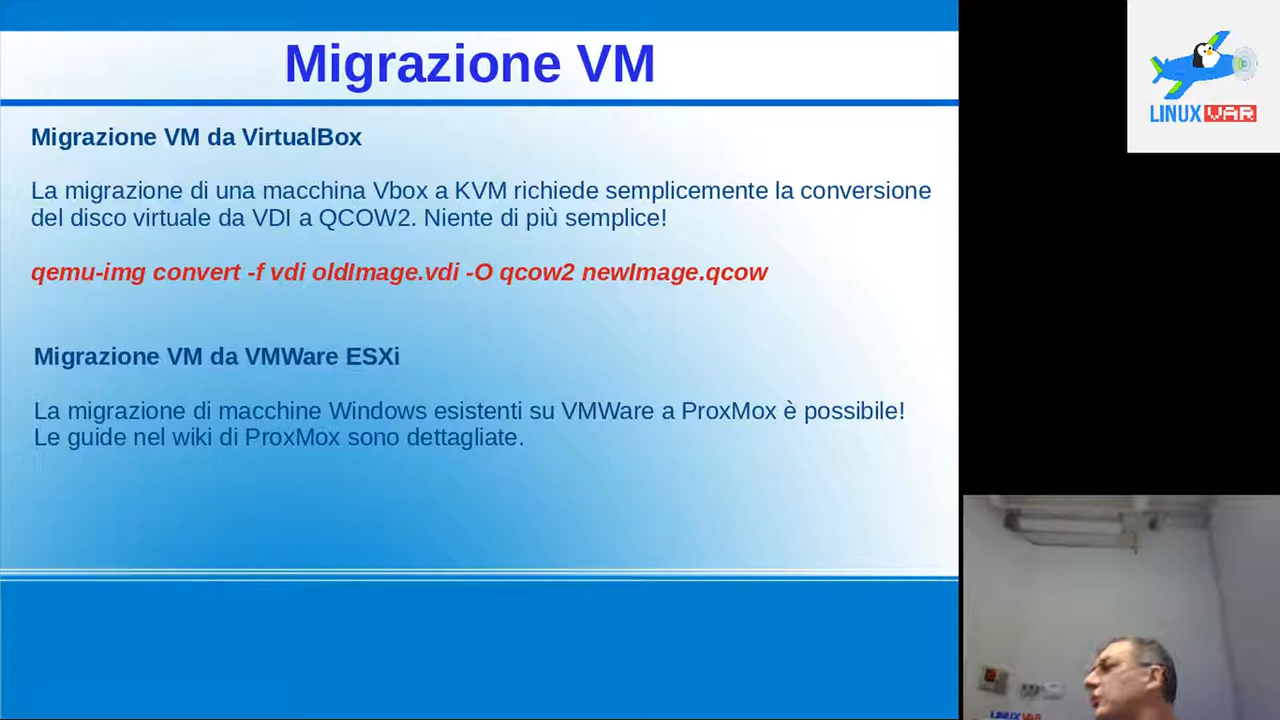 Migrazione VM
Migrazione VM da VirtualBox
La migrazione di una macchina Vbox a KVM richiede semplicemente la conversione
del disco virtuale da VDI a QCOW2. Niente di più semplice!
qemu-img convert -f vdi oldImage.vdi -O qcow2 newImage.qcow
Migrazione VM da VMWare ESXi
La migrazione di macchine Windows esistenti su VMWare a ProxMox è possibile!
Le guide nel wiki di ProxMox sono dettagliate.
LINUX VAR
LINUX VAR